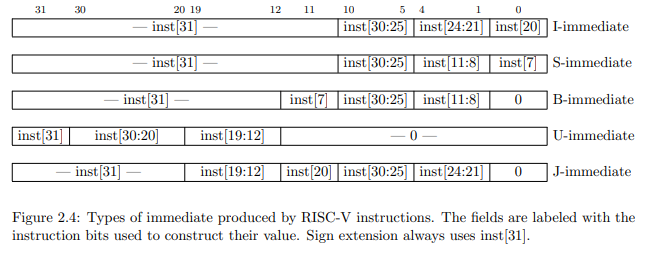 31 30 20 19 12 11 10 5 4 1 0
— inst[31] — inst[30:25] inst[24:21] inst[20] I-immediate
— inst[31] — inst[30:25] inst[11:8] inst[7] S-immediate
— inst[31] — inst[7] inst[30:25] inst[11:8] 0 B-immediate
inst[31] inst[30:20] inst[19:12] — 0 — U-immediate
— inst[31] — inst[19:12] inst[20] inst[30:25] inst[24:21] 0 J-immediate
Figure 2.4: Types of immediate produced by RISC-V instructions. The fields are labeled with the
instruction bits used to construct their value. Sign extension always uses inst[31].